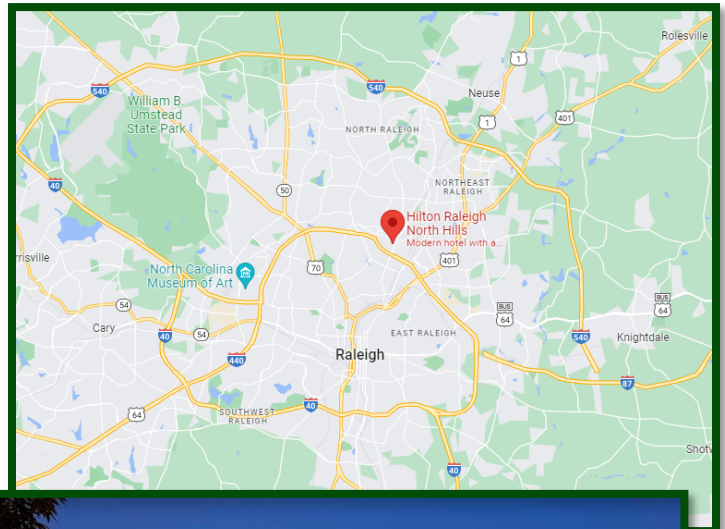 Rolesville
1
540
540
Neuse
William B.
Umstead
State Park
1
401
NORTH RALEIGH
40
50
NORTHEAST
RALEIGH
Hilton Raleigh
North Hills
Modern hotel with a...
rrisville
70
401
North Carolina
Museum of Art
54
BUS
64
BUS
64
Cary
40
54
EAST RALEIGH
540
Knightdale
Raleigh
440
87
40
64
SOUTHWEST
RALEIGH
Shotw
40